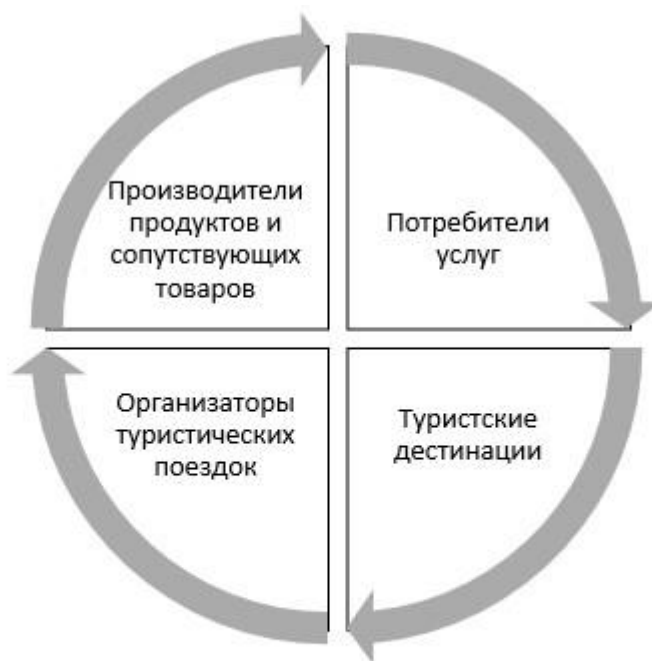 Производители
продуктов и
сопутствующих
товаров
Потребители
услуг
Организаторы
туристических
поездок
Туристские
дестинации